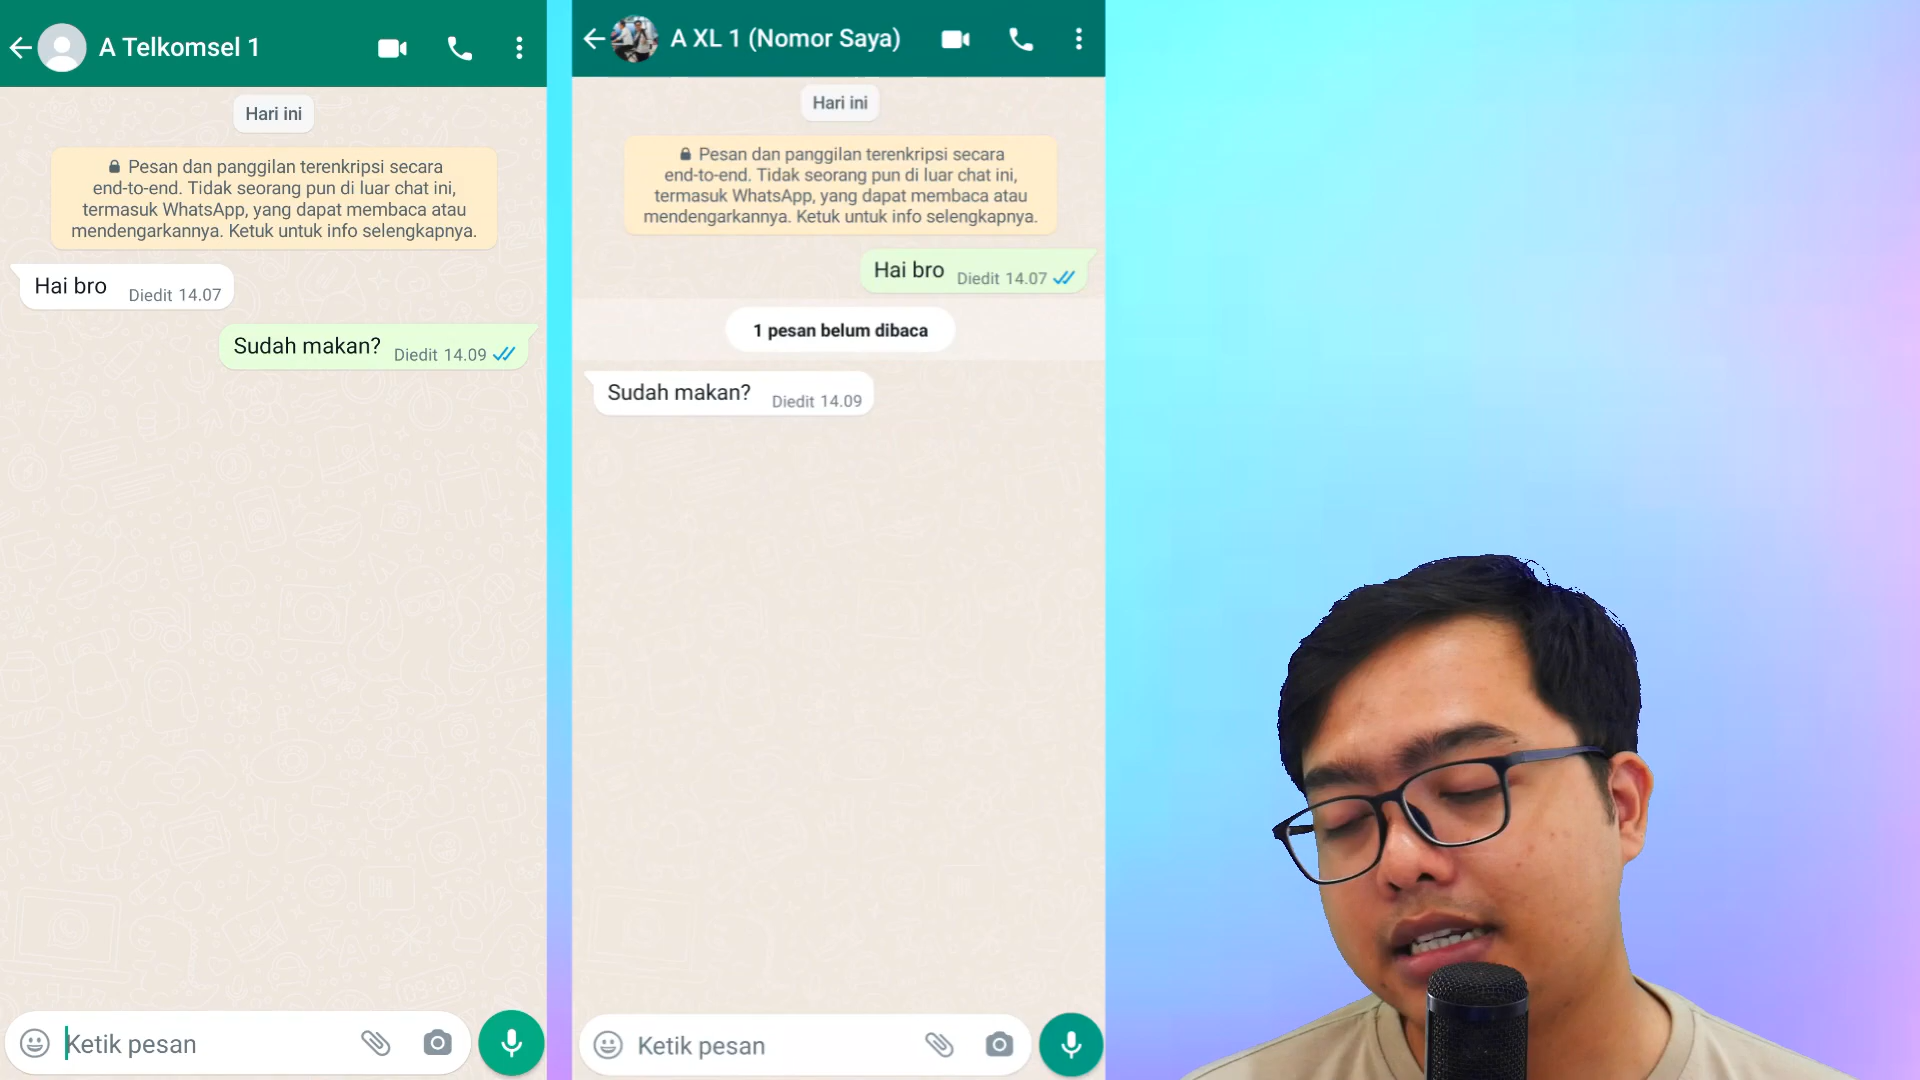 A Telkomsel 1
Hari ini
Pesan dan panggilan terenkripsi secara
end-to-end. Tidak seorang pun di luar chat ini,
termasuk WhatsApp, yang dapat membaca atau
mendengarkannya. Ketuk untuk info selengkapnya.
Hai bro Diedit 14.07
Sudah makan? Diedit 14.09
Ketik pesan
A XL 1 (Nomor Saya)
Hari ini
Pesan dan panggilan terenkripsi secara
end-to-end. Tidak seorang pun di luar chat ini,
termasuk WhatsApp, yang dapat membaca atau
mendengarkannya. Ketuk untuk info selengkapnya.
Hai bro Diedit 14.07
1 pesan belum dibaca
Sudah makan? Diedit 14.09
Ketik pesan